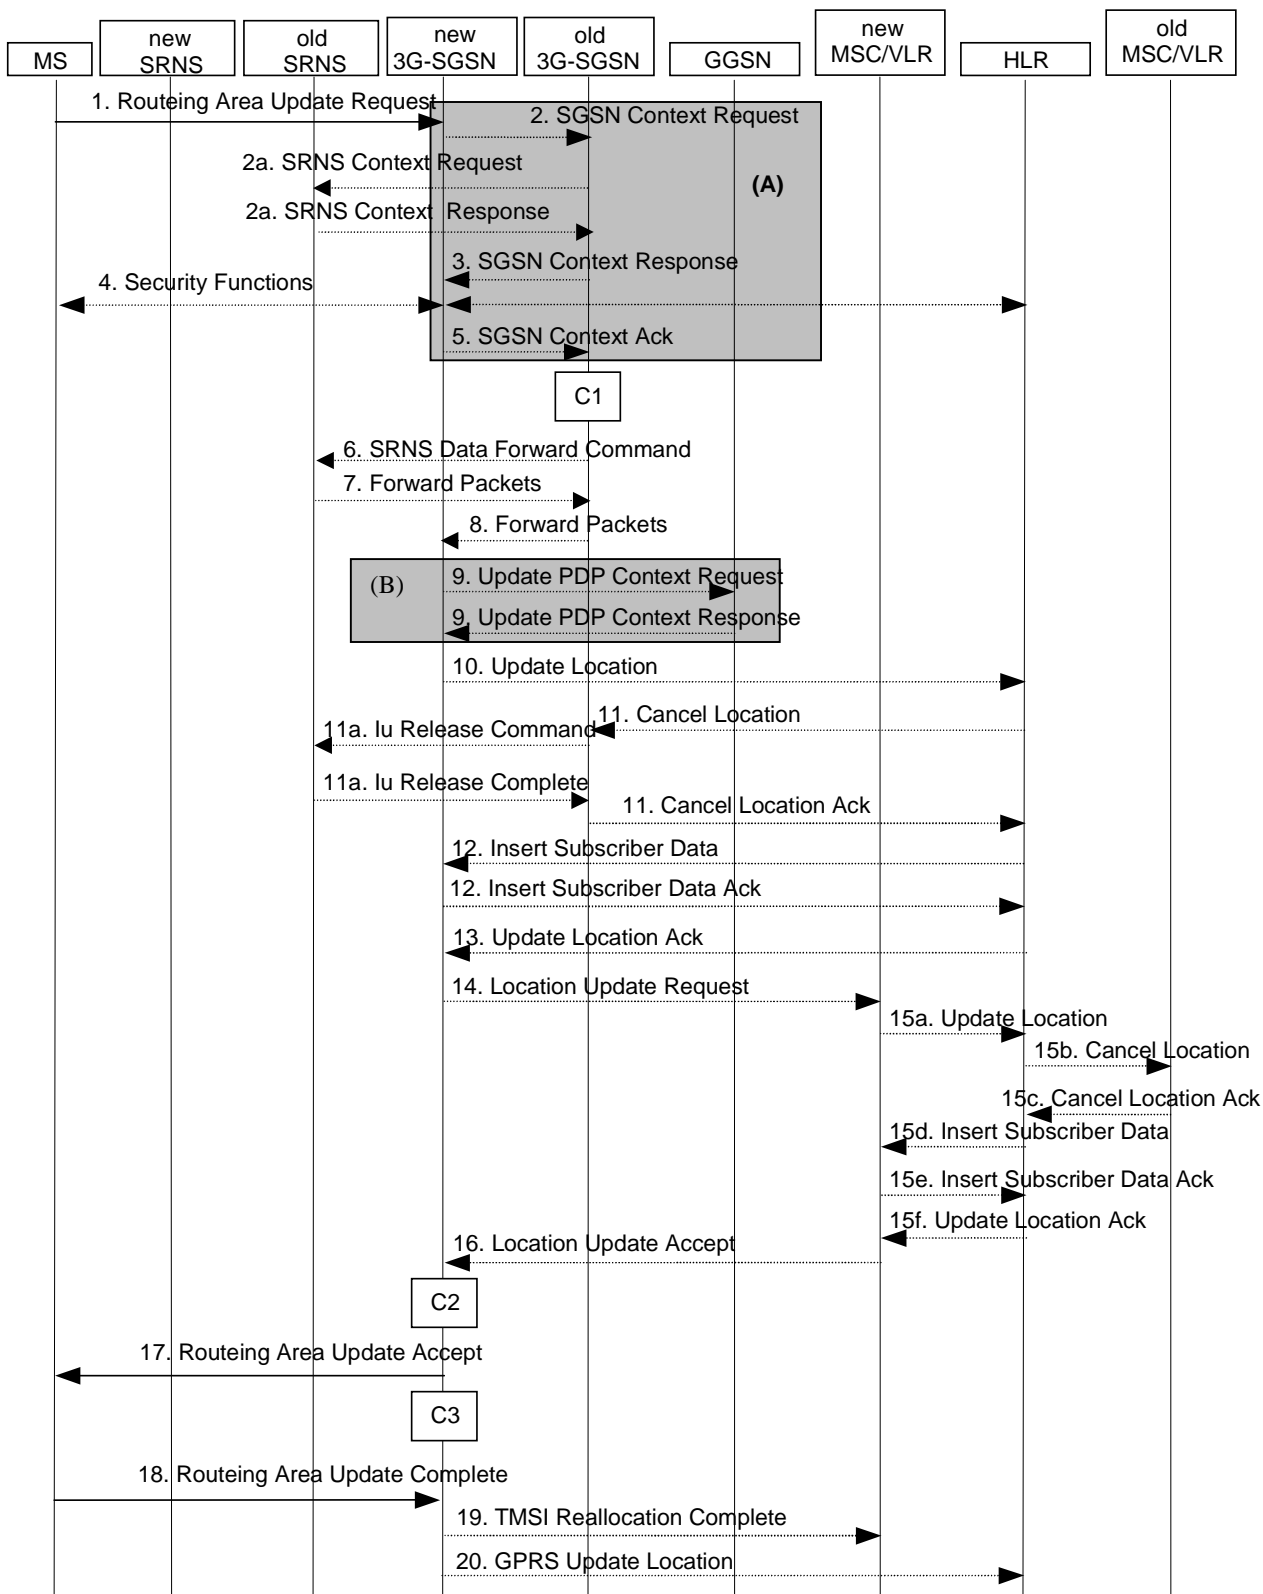 MS
new
SRNS
old
SRNS
new
3G-SGSN
old
3G-SGSN
GGSN
new
MSC/VLR
HLR
old
MSC/VLR
1. Routeing Area Update Request
2. SGSN Context Request
2a. SRNS Context Request
(A)
2a. SRNS Context Response
3. SGSN Context Response
4. Security Functions
5. SGSN Context Ack
C1
6. SRNS Data Forward Command
7. Forward Packets
8. Forward Packets
(B)
9. Update PDP Context Request
9. Update PDP Context Response
10. Update Location
11. Cancel Location
11a. Iu Release Command
11a. Iu Release Complete
11. Cancel Location Ack
12. Insert Subscriber Data
12. Insert Subscriber Data Ack
13. Update Location Ack
14. Location Update Request
15a. Update Location
15b. Cancel Location
15c. Cancel Location Ack
15d. Insert Subscriber Data
15e. Insert Subscriber Data Ack
15f. Update Location Ack
16. Location Update Accept
C2
17. Routeing Area Update Accept
C3
18. Routeing Area Update Complete
19. TMSI Reallocation Complete
20. GPRS Update Location